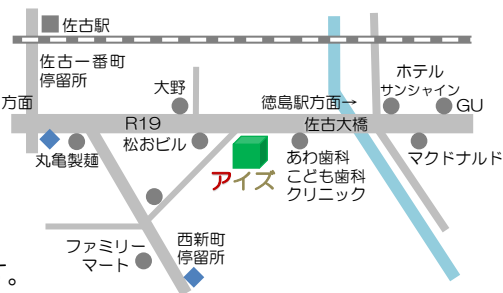 佐古駅
佐古一番町
停留所
方面
大野
徳島駅方面→
ホテル
サンシャイン
GU
R19
佐古大橋
丸亀製麺
松おビル
アイズ
あわ歯科
こども歯科
クリニック
マクドナルド
ファミリー
マート
西新町
停留所
。